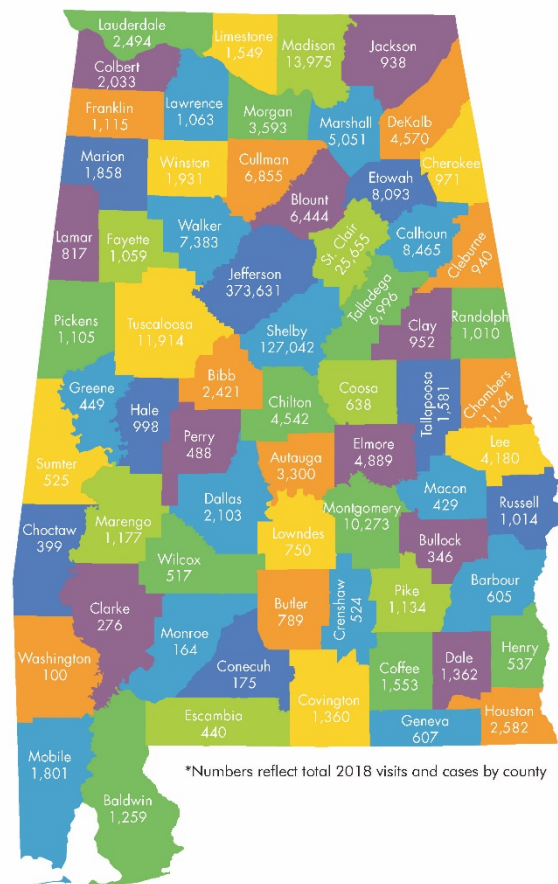 Lauderdale
2,494
Limestone
1,549
Madison
13,975
Jackson
938
Colbert
2,033
Franklin
1,115
Lawrence
1,063
Morgan
3,593
Marshall
5,051
DeKalb
4,570
Cherokee
971
Marion
1,858
Winston
1,931
Cullman
6,855
Blount
6,444
Etowah
8,093
Lamar
817
Fayette
1,059
Walker
7,383
Jefferson
373,631
St. Clair
25,655
Calhoun
8,465
Cleburne
940
Pickens
1,105
Tuscaloosa
11,914
Shelby
127,042
Talladega
6,996
Clay
952
Randolph
1,010
Greene
449
Hale
998
Bibb
2,421
Chilton
4,542
Coosa
638
Tallapoosa
1,581
Chambers
1,164
Sumter
525
Perry
488
Autauga
3,300
Elmore
4,889
Lee
4,180
Choctaw
399
Marengo
1,177
Dallas
2,103
Lowndes
750
Montgomery
10,273
Macon
429
Russell
1,014
Bullock
346
Wilcox
517
Clarke
276
Monroe
164
Butler
789
Crenshaw
524
Pike
1,134
Barbour
605
Washington
100
Conecuh
175
Covington
1,360
Coffee
1,553
Dale
1,362
Henry
537
Escambia
440
Geneva
607
Houston
2,582
Mobile
1,801
Baldwin
1,259
*Numbers reflect total 2018 visits and cases by county